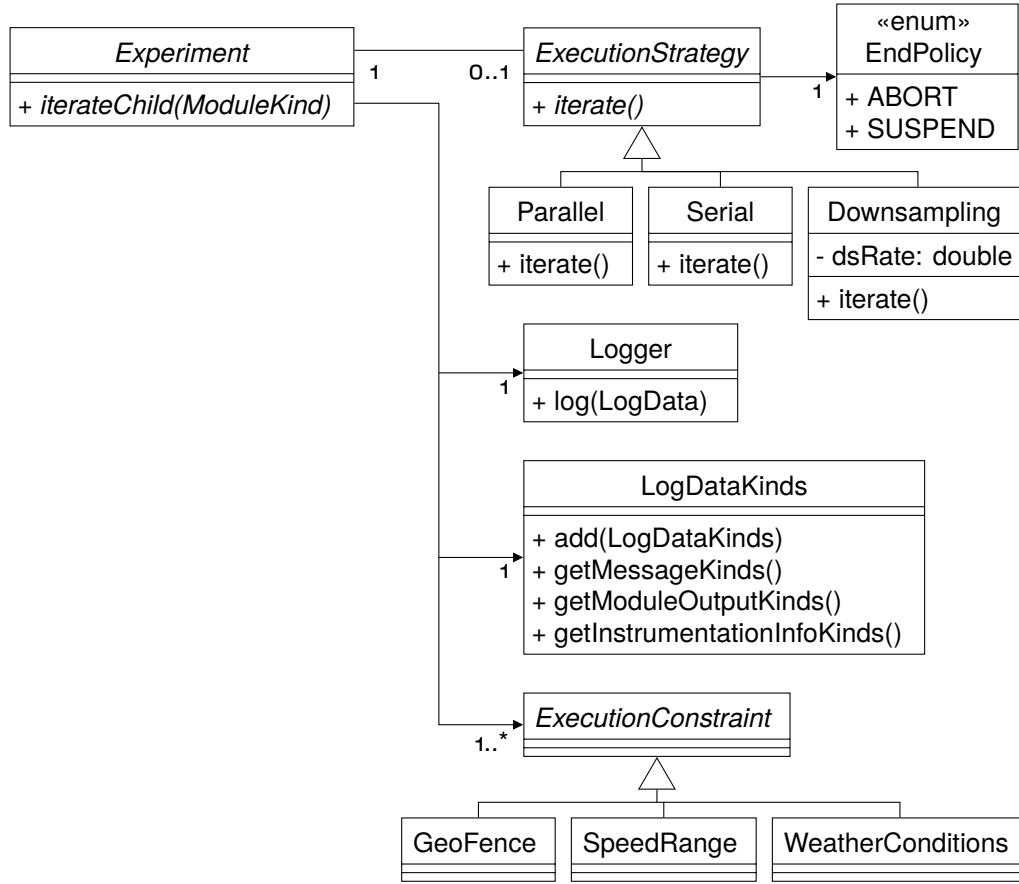 Experiment
+ iterateChild(ModuleKind)
1
0..1
ExecutionStrategy
+ iterate()
1
«enum»
EndPolicy
+ ABORT
+ SUSPEND
Parallel
+ iterate()
Serial
+ iterate()
Downsampling
- dsRate: double
+ iterate()
Logger
+ log(LogData)
1
LogDataKinds
+ add(LogDataKinds)
+ getMessageKinds()
+ getModuleOutputKinds()
+ getInstrumentationInfoKinds()
1
ExecutionConstraint
1..*
GeoFence
SpeedRange
WeatherConditions